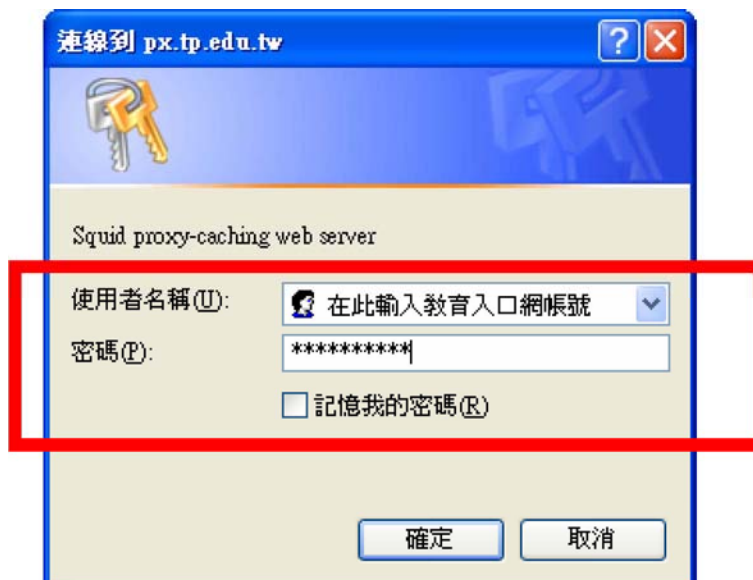 連線到 px.tp.edu.tw
Squid proxy-caching web server
使用者名稱(U): 在此輸入教育入口網帳號
密碼(P): **********
記憶我的密碼(R)
確定 取消